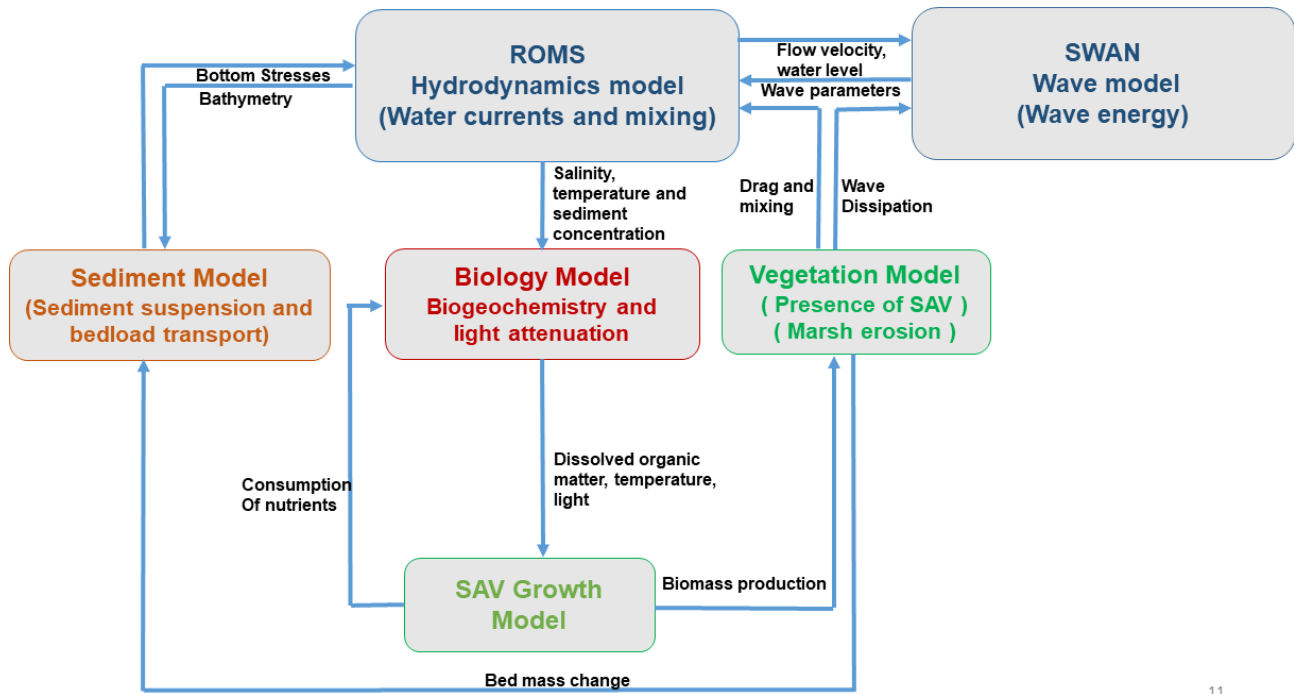 ROMS
Hydrodynamics model
(Water currents and mixing)
SWAN
Wave model
(Wave energy)
Flow velocity,
water level
Wave parameters
Bottom Stresses
Bathymetry
Salinity,
temperature and
sediment
concentration
Drag and
mixing
Wave
Dissipation
Sediment Model
(Sediment suspension and
bedload transport)
Biology Model
Biogeochemistry and
light attenuation
Vegetation Model
( Presence of SAV )
( Marsh erosion )
Consumption
Of nutrients
Dissolved organic
matter, temperature,
light
SAV Growth
Model
Biomass production
Bed mass change
11